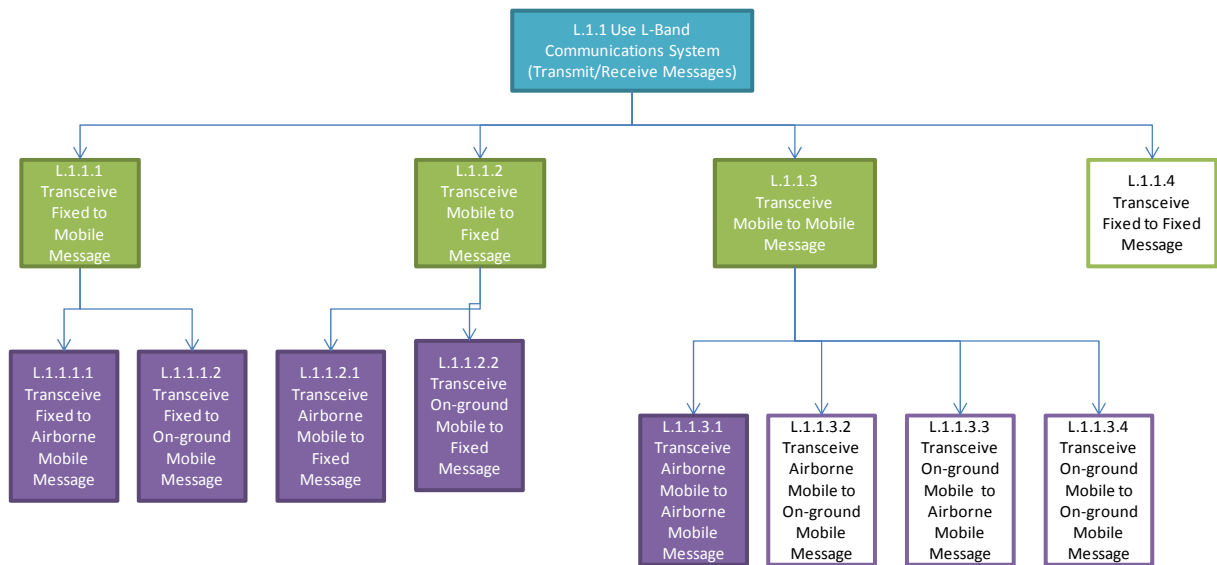 L.1.1 Use L-Band
Communications System
(Transmit/Receive Messages)
L.1.1.1
Transceive
Fixed to
Mobile
Message
L.1.1.2
Transceive
Mobile to
Fixed
Message
L.1.1.3
Transceive
Mobile to Mobile
Message
L.1.1.4
Transceive
Fixed to Fixed
Message
L.1.1.1.1
Transceive
Fixed to
Airborne
Mobile
Message
L.1.1.1.2
Transceive
Fixed to
On-ground
Mobile
Message
L.1.1.2.1
Transceive
Airborne
Mobile to
Fixed
Message
L.1.1.2.2
Transceive
On-ground
Mobile to
Fixed
Message
L.1.1.3.1
Transceive
Airborne
Mobile to
Airborne
Mobile
Message
L.1.1.3.2
Transceive
Airborne
Mobile to
On-ground
Mobile
Message
L.1.1.3.3
Transceive
On-ground
Mobile to
Airborne
Mobile
Message
L.1.1.3.4
Transceive
On-ground
Mobile to
On-ground
Mobile
Message